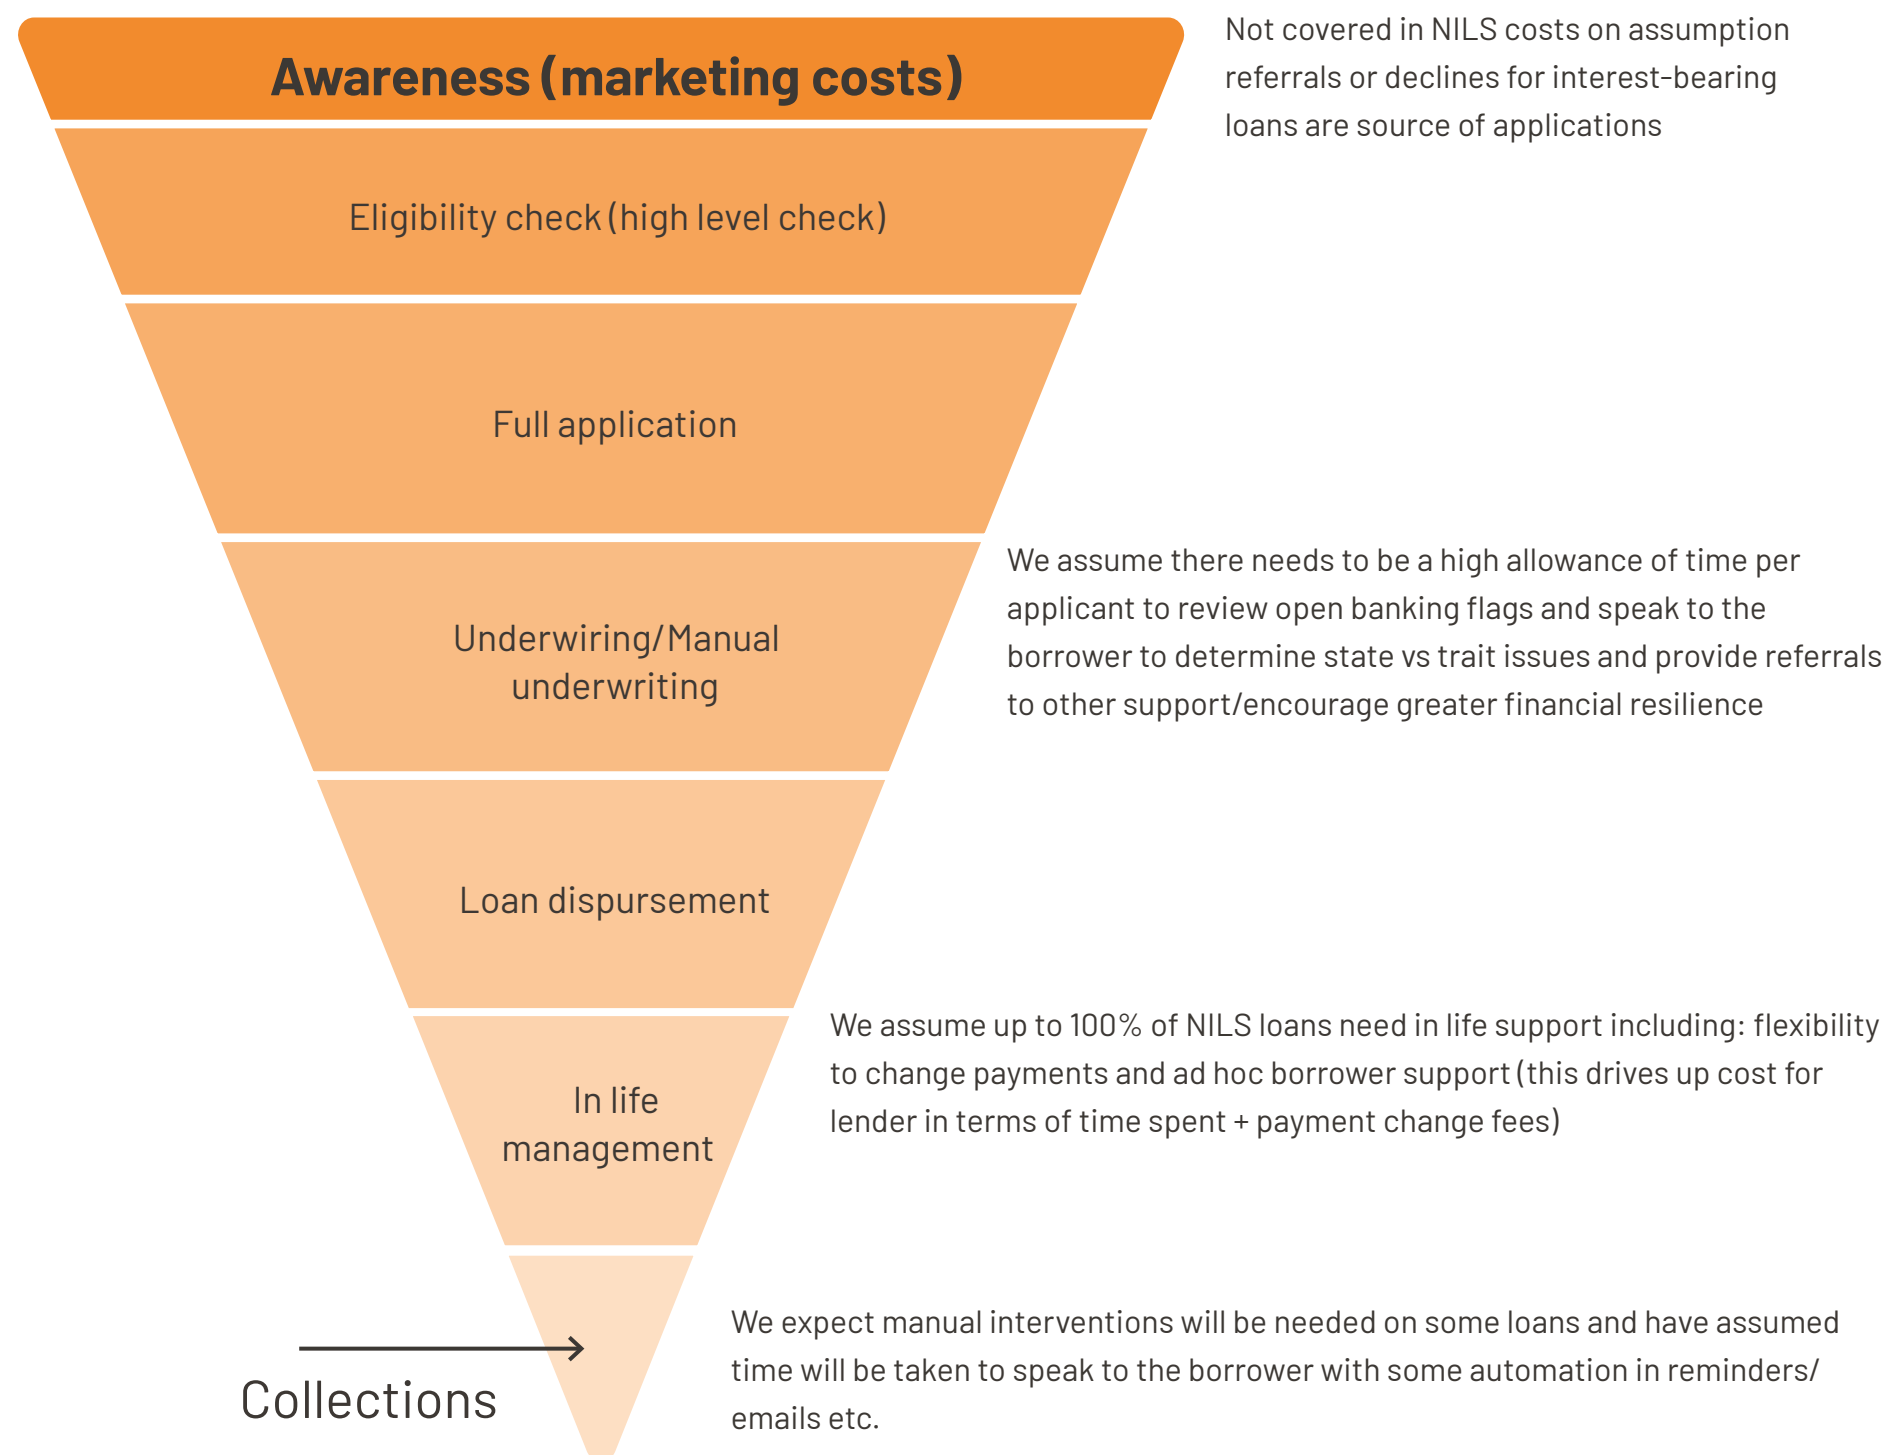 Awareness (marketing costs)
Not covered in NILS costs on assumption
referrals or declines for interest-bearing
loans are source of applications
Eligibility check (high level check)
Full application
Underwiring/Manual
underwriting
We assume there needs to be a high allowance of time per
applicant to review open banking flags and speak to the
borrower to determine state vs trait issues and provide referrals
to other support/encourage greater financial resilience
Loan dispursement
In life
management
We assume up to 100% of NILS loans need in life support including: flexibility
to change payments and ad hoc borrower support (this drives up cost for
lender in terms of time spent + payment change fees)
Collections
We expect manual interventions will be needed on some loans and have assumed
time will be taken to speak to the borrower with some automation in reminders/
emails etc.